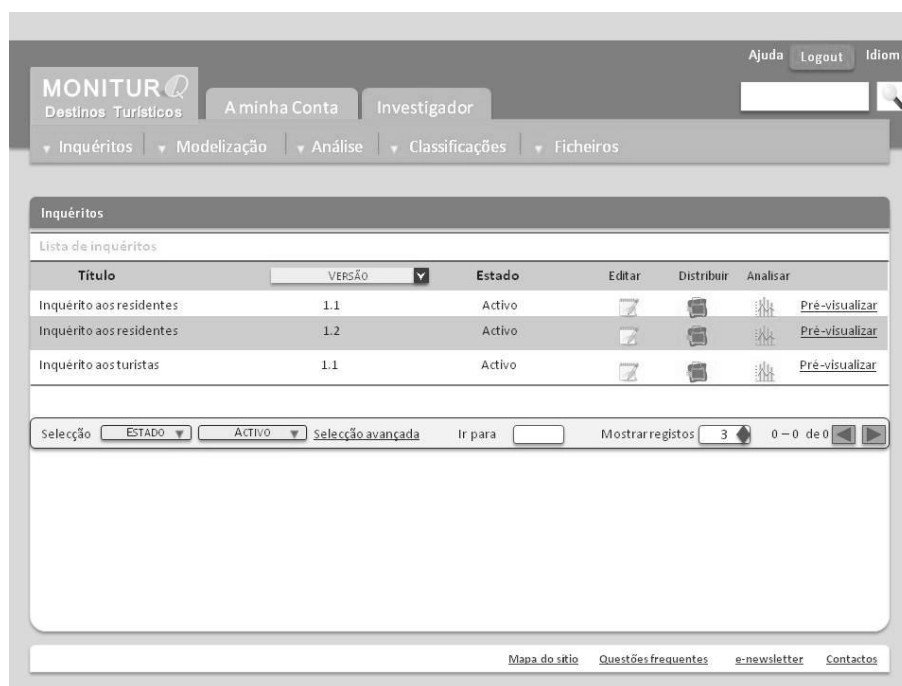 Ajuda Logout Idiom
MONITUR Q
Destinos Turísticos
A minha Conta Investigador
Inquéritos Modelização Análise Classificações Ficheiros
Inquéritos
Lista de inquéritos
Título VERSÃO Estado Editar Distribuir Analisar
Inquérito aos residentes 1.1 Activo Pré-visualizar
Inquérito aos residentes 1.2 Activo Pré-visualizar
Inquérito aos turistas 1.1 Activo Pré-visualizar
Selecção ESTADO ACTIVO Selecção avançada Ir para Mostrar registos 3 0 – 0 de 0
Mapa do sitio Questões frequentes e-newsletter Contactos